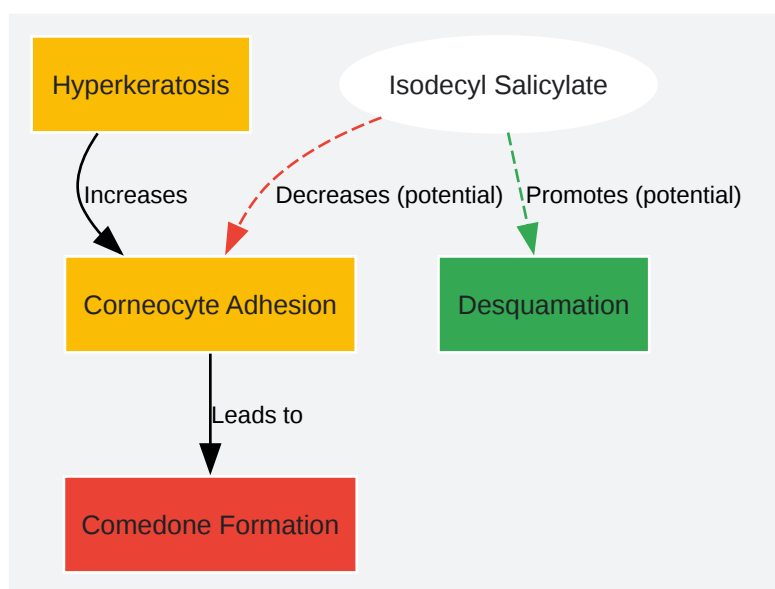 Hyperkeratosis
Isodecyl Salicylate
Increases
Decreases (potential)
Promotes (potential)
Corneocyte Adhesion
Desquamation
Leads to
Comedone Formation